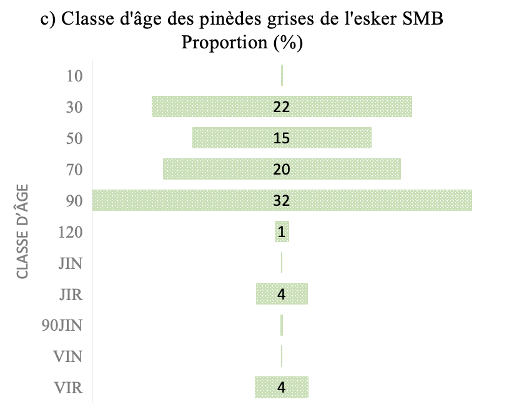 c) Classe d'âge des pinèdes grises de l'esker SMB
Proportion (%)
CLASSE D'ÂGE
10
30 22
50 15
70 20
90 32
120 1
JIN
JIR 4
90JIN
VIN
VIR 4